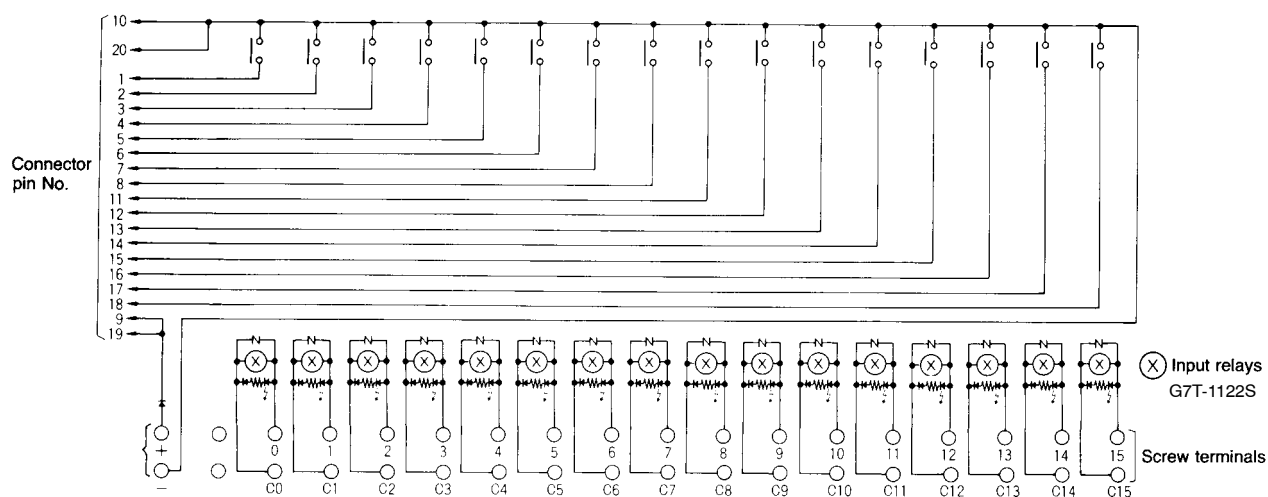 10
20
1
2
3
4
5
6
7
8
11
12
13
14
15
16
17
18
9
19
Connector
pin No.
X X X X X X X X X X X X X X X X
X Input relays
G7T-1122S
+ 0 1 2 3 4 5 6 7 8 9 10 11 12 13 14 15
Screw terminals
− C0 C1 C2 C3 C4 C5 C6 C7 C8 C9 C10 C11 C12 C13 C14 C15